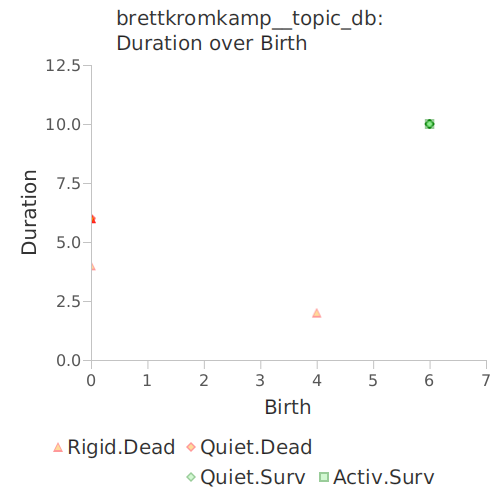 brettkromkamp__topic_db:
Duration over Birth
12.5
10.0
7.5
5.0
2.5
0.0
Duration
0 1 2 3 4 5 6 7
Birth
Rigid.Dead Quiet.Dead
Quiet.Surv Activ.Surv